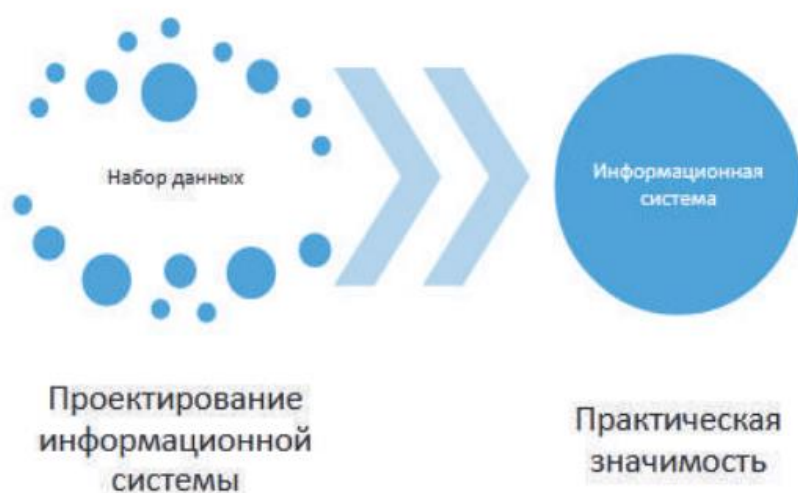 Набор данных
Информационная
система
Проектирование
информационной
системы
Практическая
значимость